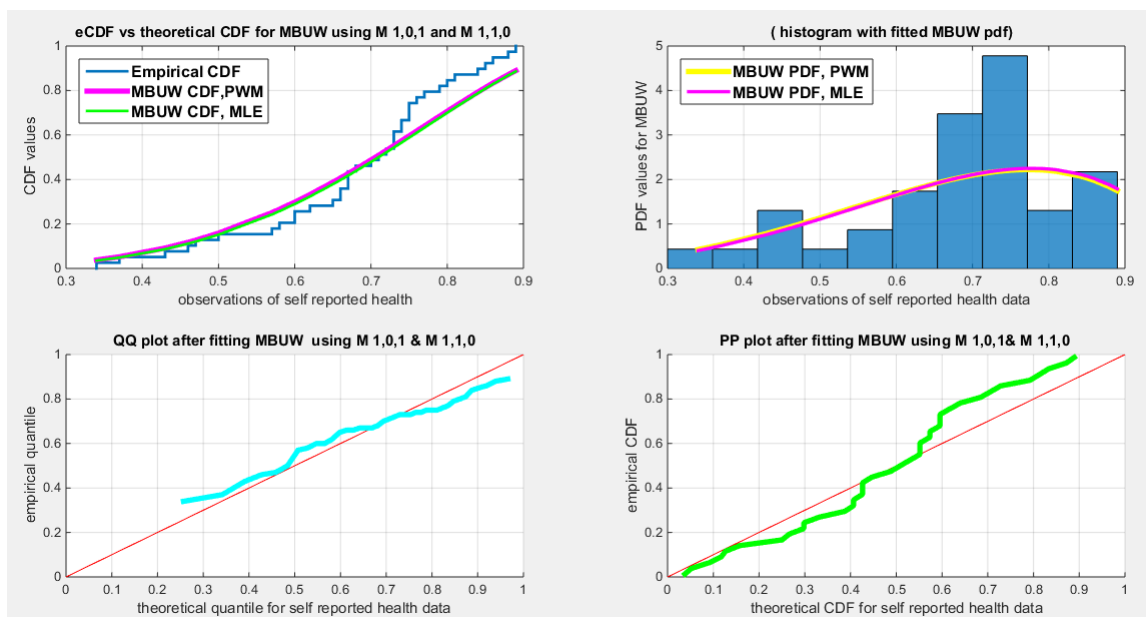 eCDF vs theoretical CDF for MBUW using M 1,0,1 and M 1,1,0
1
0.8
0.6
0.4
0.2
0
CDF values
Empirical CDF
MBUW CDF,PWM
MBUW CDF, MLE
0.3 0.4 0.5 0.6 0.7 0.8 0.9
observations of self reported health
( histogram with fitted MBUW pdf)
5
4
3
2
1
0
PDF values for MBUW
MBUW PDF, PWM
MBUW PDF, MLE
0.3 0.4 0.5 0.6 0.7 0.8 0.9
observations of self reported health data
QQ plot after fitting MBUW using M 1,0,1 & M 1,1,0
1
0.8
0.6
0.4
0.2
0
empirical quantile
0 0.1 0.2 0.3 0.4 0.5 0.6 0.7 0.8 0.9 1
theoretical quantile for self reported health data
PP plot after fitting MBUW using M 1,0,1& M 1,1,0
1
0.8
0.6
0.4
0.2
0
empirical CDF
0 0.1 0.2 0.3 0.4 0.5 0.6 0.7 0.8 0.9 1
theoretical CDF for self reported health data